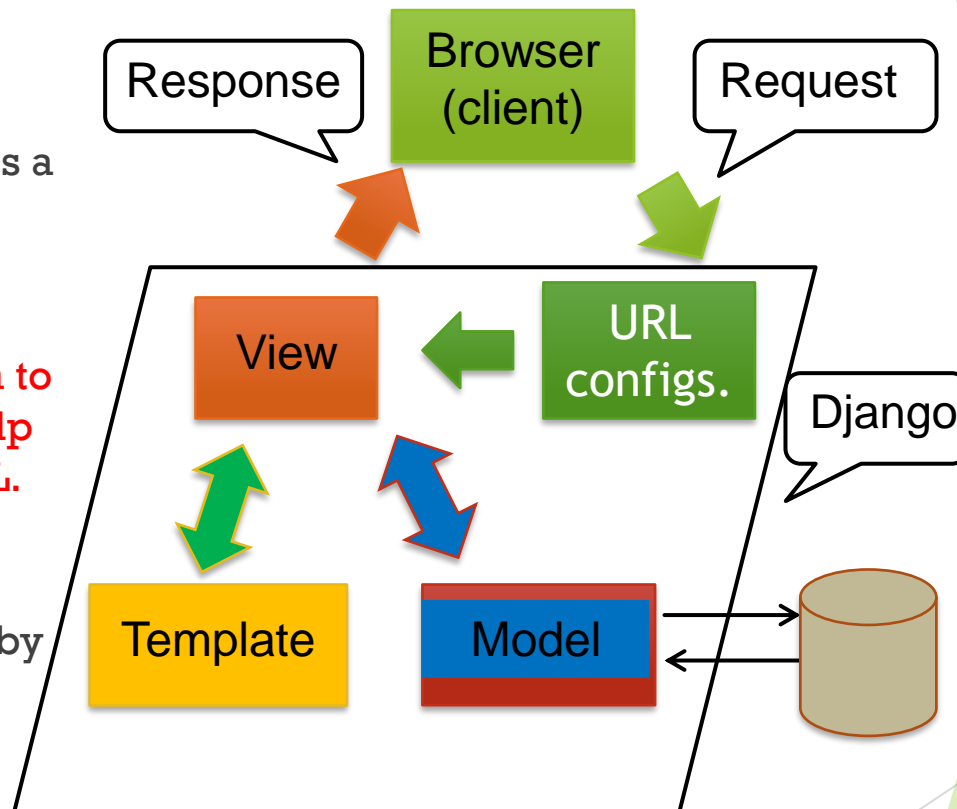 s a
to
lp
L.
by
Response
Browser
(client)
Request
View
URL
configs.
Django
Template
Model